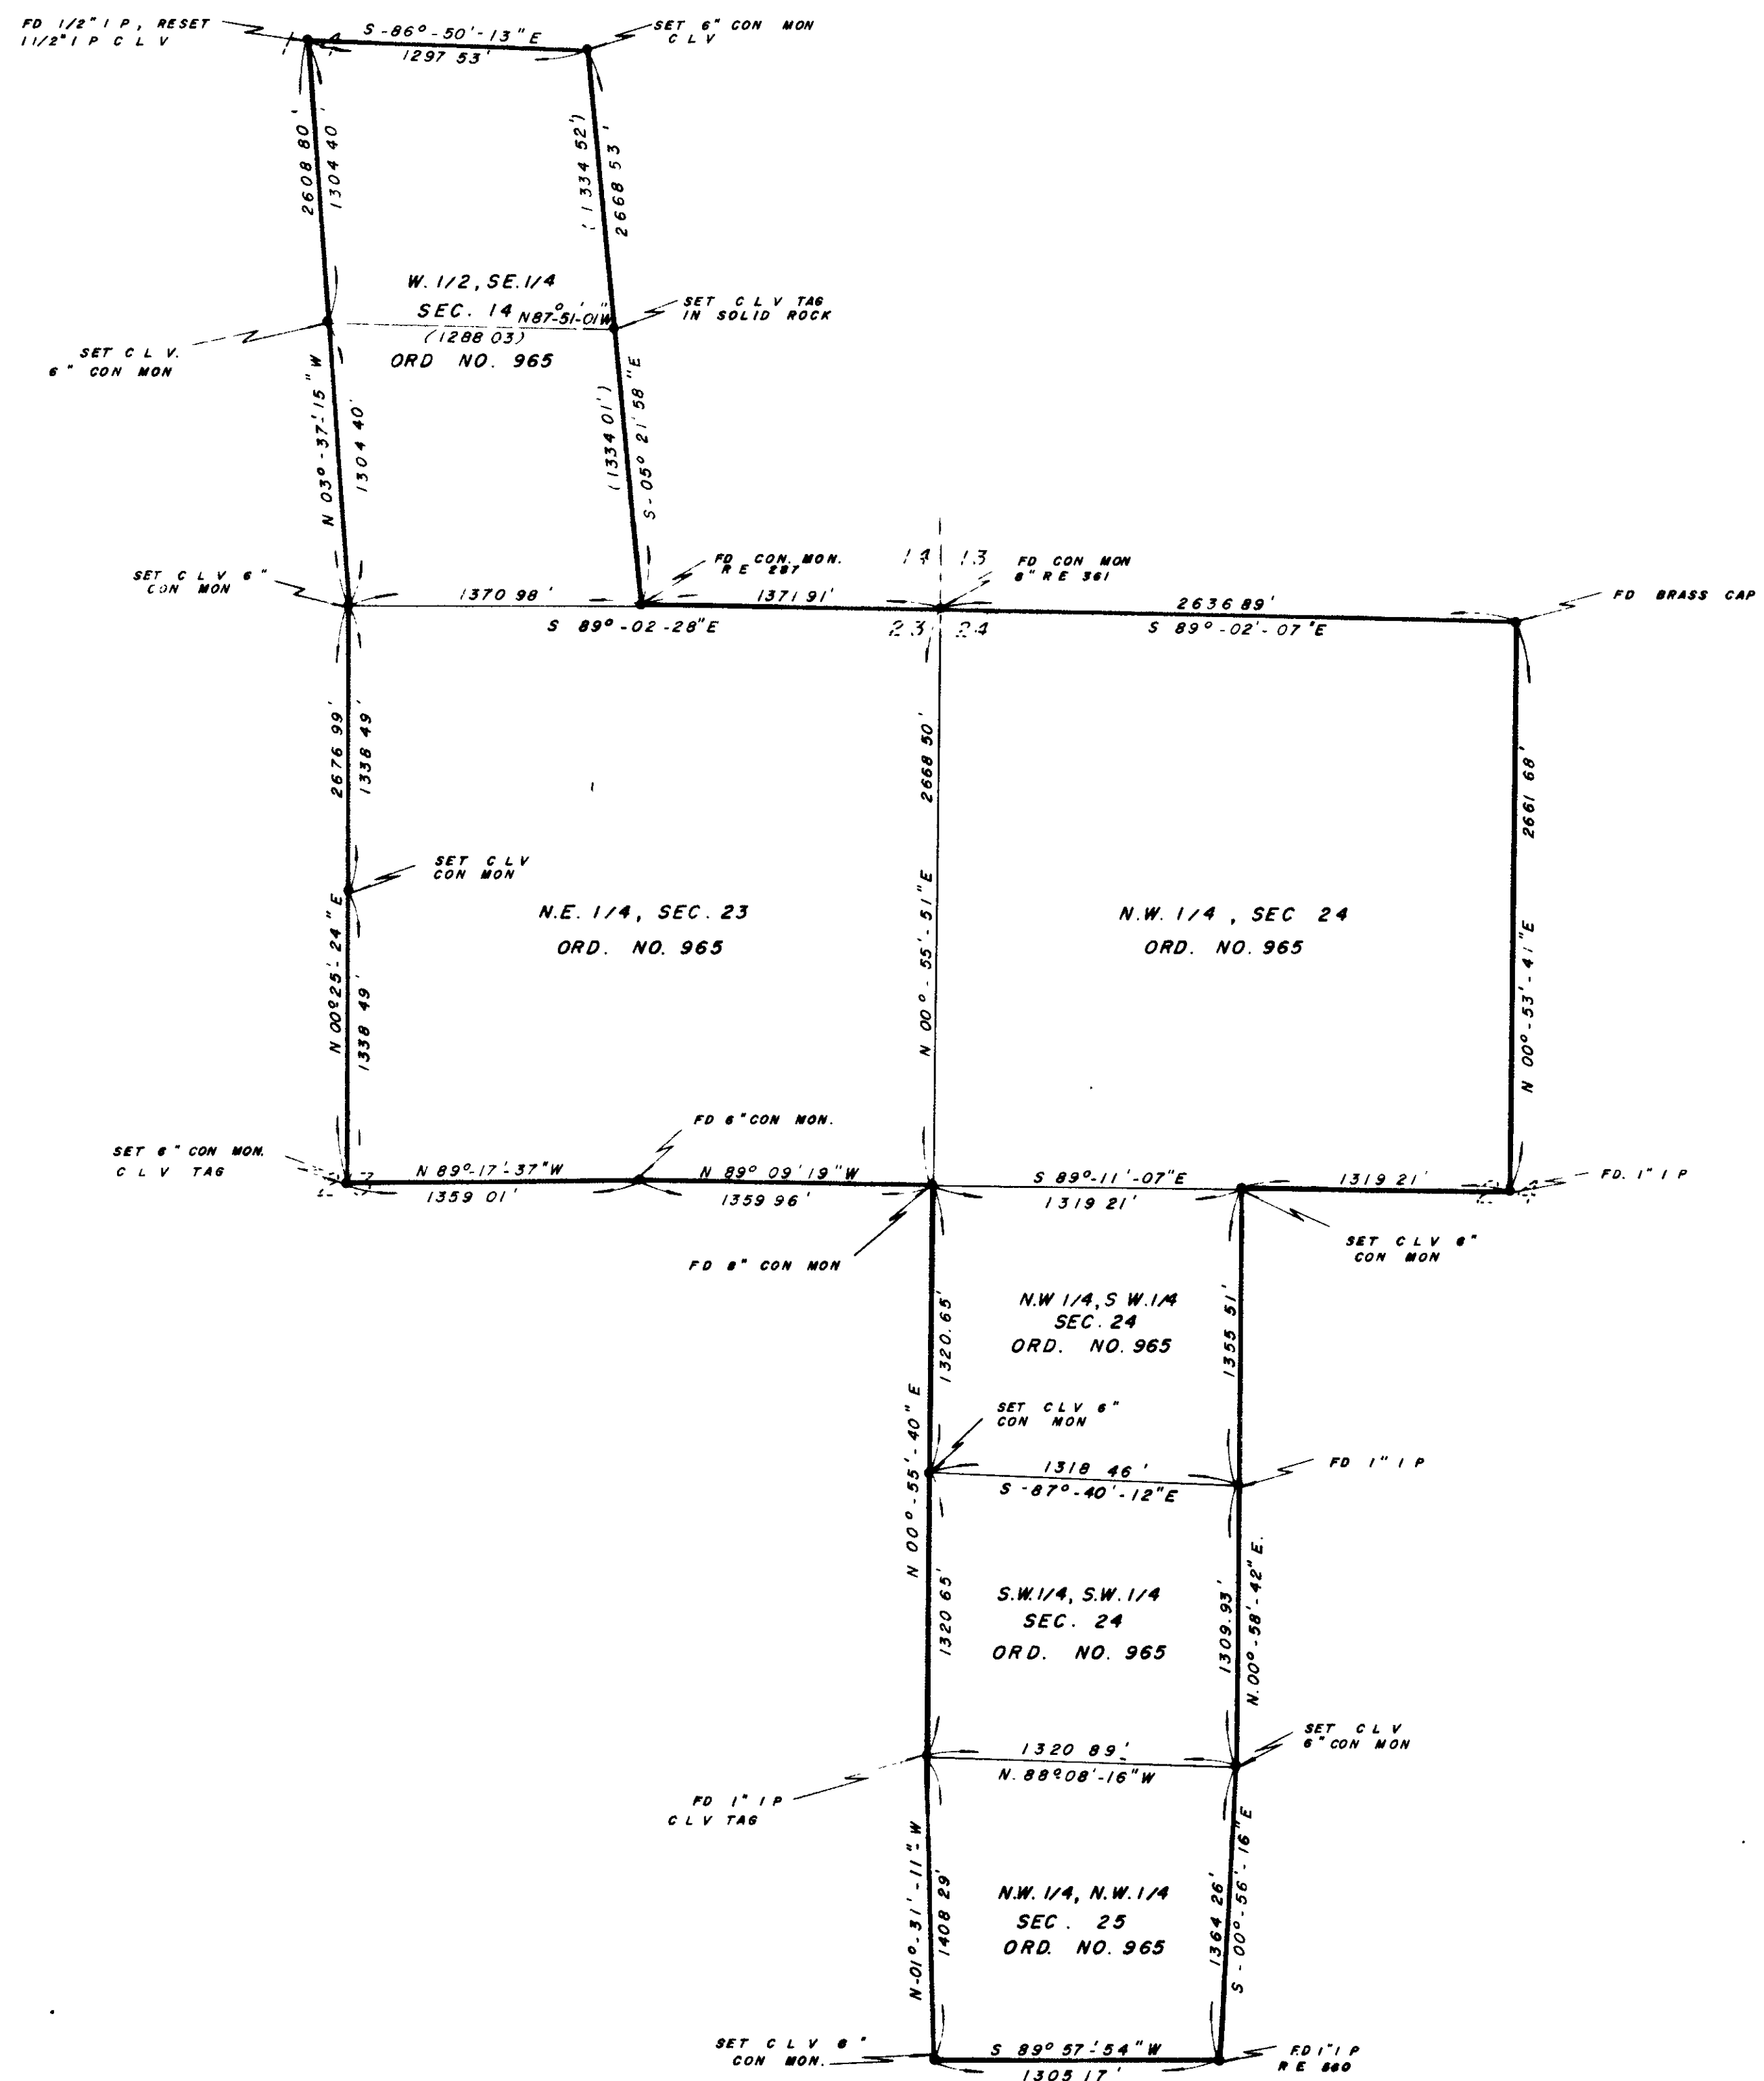 FD 1/2" I P, RESET
1 1/2" I P C L V
S -86°-50'-13" E
1297 53'
SET 6" CON MON
C L V
2608 80'
1304 40'
(1334 52')
2668 53'
W. 1/2, SE. 1/4
SEC. 14
N87°-51'-01"W
(1288 03)
ORD NO. 965
SET C L V TAG
IN SOLID ROCK
SET C L V.
6" CON MON
N 03°-37'-15" W
1304 40'
(1334 01')
S-05° 21' 58" E
SET C L V 6"
CON MON
1370 98'
S 89°-02-28"E
FD CON. MON.
R E 287
1371 91'
14 13
23 24
FD CON MON
8" R E 361
2636 89'
S 89°-02'-07"E
FD BRASS CAP
2676 99'
1338 49'
2668 50'
2661 68'
SET C L V
CON MON
N.E. 1/4, SEC. 23
ORD. NO. 965
N.W. 1/4 , SEC 24
ORD. NO. 965
N 00°25'-24" E
1338 49'
N 00°-55'-51"E
N 00°-53'-41"E
FD 6" CON MON.
SET 6" CON MON.
C L V TAG
N 89°-17'-37"W
1359 01'
N 89° 09' 19" W
1359 96'
S 89°-11'-07"E
1319 21'
1319 21'
FD. 1" I P
FD 8" CON MON
SET C L V 6"
CON MON
N.W 1/4, S W. 1/4
SEC. 24
ORD. NO. 965
1320.65'
1355 51'
N 00°-55'-40" E
SET C L V 6"
CON MON
1318 46'
S -87°-40'-12"E
FD 1" I P
S.W. 1/4, S.W. 1/4
SEC. 24
ORD. NO. 965
1320 65'
1309.93'
N.00°-58'-42" E.
1320 89'
N. 88°08'-16" W
SET C L V
6" CON MON
FD 1" I P
C L V TAG
N-01°-31'-11"-W
1408 29'
N.W. 1/4, N.W. 1/4
SEC. 25
ORD. NO. 965
1364 26'
S -00°-56'-16" E
SET C L V 6"
CON MON.
S 89° 57'-54" W
1305 17'
FD 1" I P
R E 560